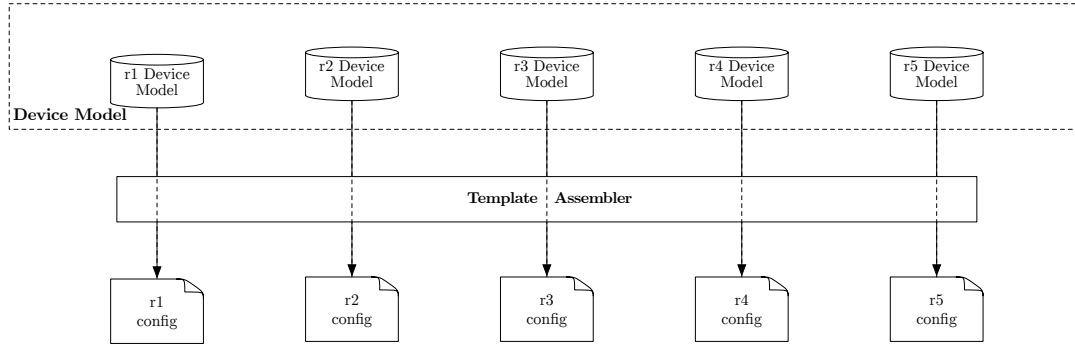 r1 Device
Model
r2 Device
Model
r3 Device
Model
r4 Device
Model
r5 Device
Model
Device Model
Template Assembler
r1
config
r2
config
r3
config
r4
config
r5
config